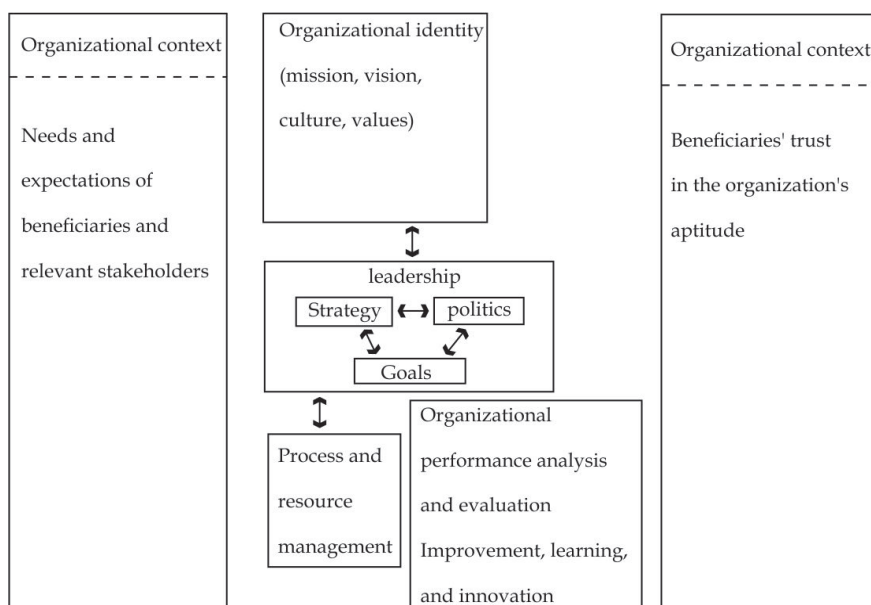 Organizational context
Needs and
expectations of
beneficiaries and
relevant stakeholders
Organizational identity
(mission, vision,
culture, values)
leadership
Strategy
politics
Goals
Process and
resource
management
Organizational
performance analysis
and evaluation
Improvement, learning,
and innovation
Organizational context
Beneficiaries' trust
in the organization's
aptitude